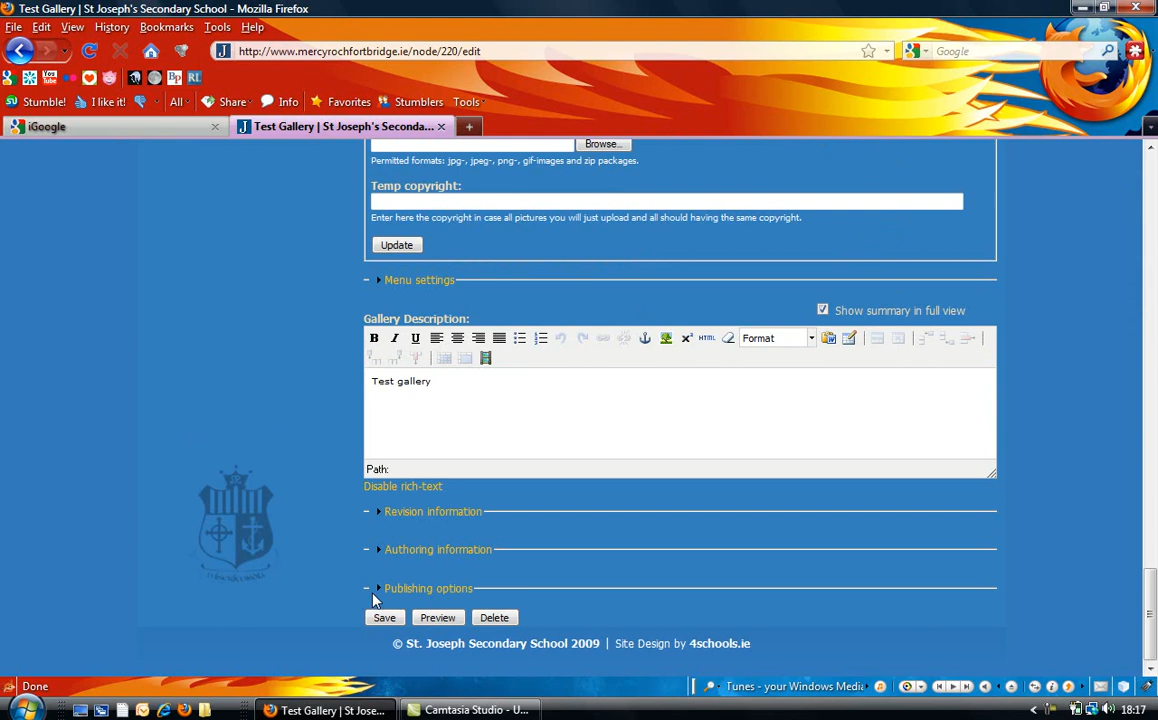 Test Gallery | St Joseph's Secondary School - Mozilla Firefox
File Edit View History Bookmarks Tools Help
http://www.mercyrochfortbridge.ie/node/220/edit
Google
You Tube Bp RL
Stumble! I like it! All Share Info Favorites Stumblers Tools
iGoogle
Test Gallery | St Joseph's Seconda...
Browse...
Permitted formats: jpg-, jpeg-, png-, gif-images and zip packages.
Temp copyright:
Enter here the copyright in case all pictures you will just upload and all should having the same copyright.
Update
Menu settings
Show summary in full view
Gallery Description:
B I U HTML Format
Test gallery
Path:
Disable rich-text
Revision information
Authoring information
Publishing options
Save Preview Delete
© St. Joseph Secondary School 2009 | Site Design by 4schools.ie
Done
Tunes - your Windows Media
Test Gallery | St Jose...
Camtasia Studio - U...
18:17